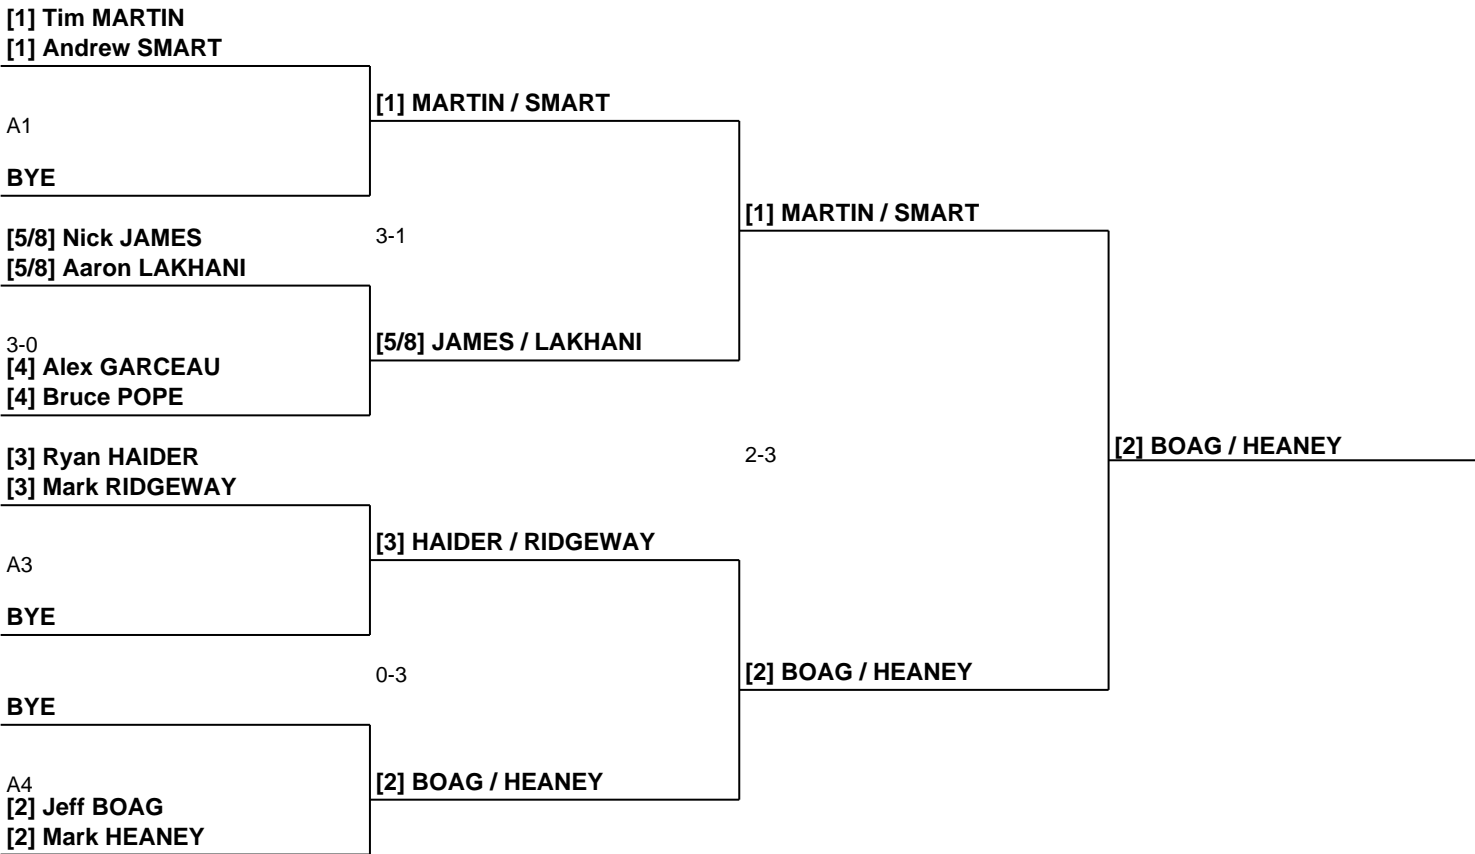 [1] Tim MARTIN
[1] Andrew SMART
A1
BYE
[5/8] Nick JAMES
[5/8] Aaron LAKHANI
3-0
[4] Alex GARCEAU
[4] Bruce POPE
[3] Ryan HAIDER
[3] Mark RIDGEWAY
A3
BYE
BYE
A4
[2] Jeff BOAG
[2] Mark HEANEY
[1] MARTIN / SMART
3-1
[5/8] JAMES / LAKHANI
[3] HAIDER / RIDGEWAY
0-3
[2] BOAG / HEANEY
[1] MARTIN / SMART
2-3
[2] BOAG / HEANEY
[2] BOAG / HEANEY